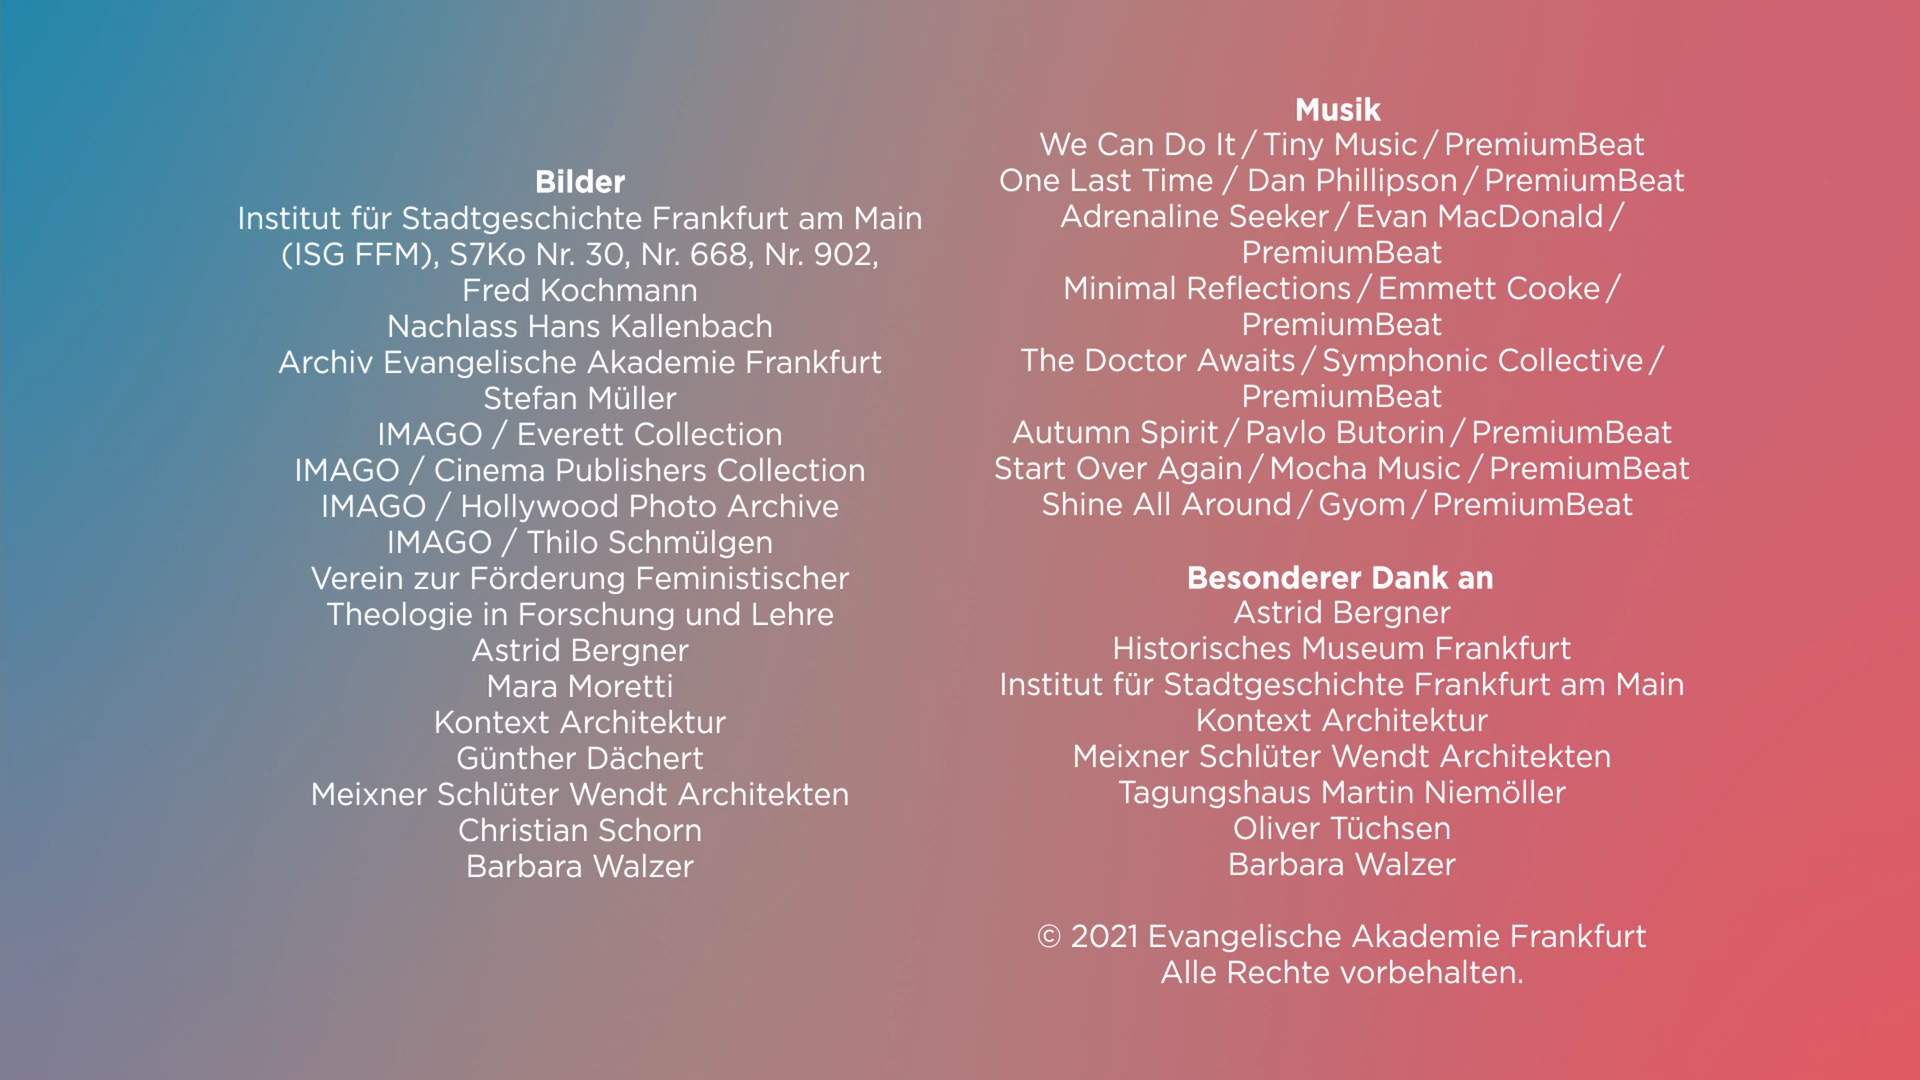 Bilder
Institut für Stadtgeschichte Frankfurt am Main
(ISG FFM), S7Ko Nr. 30, Nr. 668, Nr. 902,
Fred Kochmann
Nachlass Hans Kallenbach
Archiv Evangelische Akademie Frankfurt
Stefan Müller
IMAGO / Everett Collection
IMAGO / Cinema Publishers Collection
IMAGO / Hollywood Photo Archive
IMAGO / Thilo Schmülgen
Verein zur Förderung Feministischer
Theologie in Forschung und Lehre
Astrid Bergner
Mara Moretti
Kontext Architektur
Günther Dächert
Meixner Schlüter Wendt Architekten
Christian Schorn
Barbara Walzer
Musik
We Can Do It / Tiny Music / PremiumBeat
One Last Time / Dan Phillipson / PremiumBeat
Adrenaline Seeker / Evan MacDonald /
PremiumBeat
Minimal Reflections / Emmett Cooke /
PremiumBeat
The Doctor Awaits / Symphonic Collective /
PremiumBeat
Autumn Spirit / Pavlo Butorin / PremiumBeat
Start Over Again / Mocha Music / PremiumBeat
Shine All Around / Gyom / PremiumBeat
Besonderer Dank an
Astrid Bergner
Historisches Museum Frankfurt
Institut für Stadtgeschichte Frankfurt am Main
Kontext Architektur
Meixner Schlüter Wendt Architekten
Tagungshaus Martin Niemöller
Oliver Tüchsen
Barbara Walzer
© 2021 Evangelische Akademie Frankfurt
Alle Rechte vorbehalten.